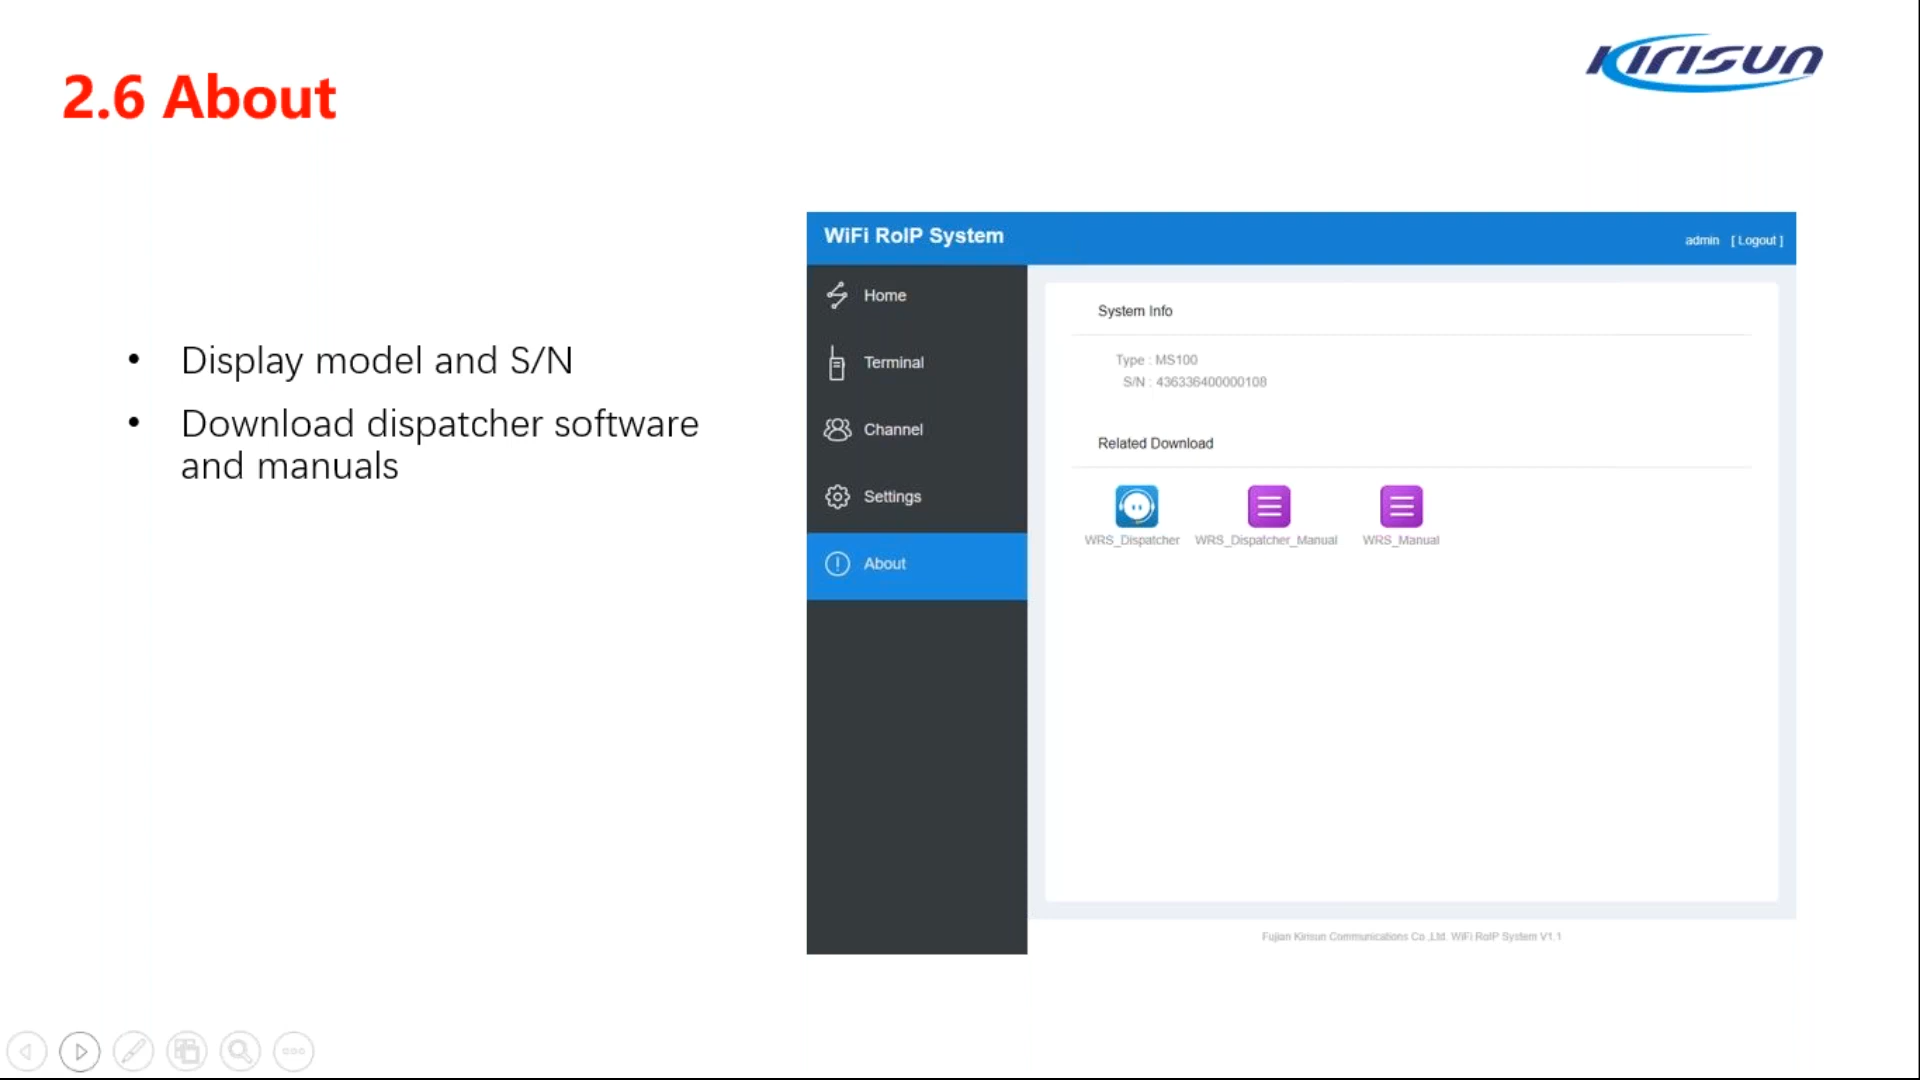 2.6 About
KIRISUN
• Display model and S/N
• Download dispatcher software
and manuals
WiFi RoIP System
admin [ Logout ]
Home
Terminal
Channel
Settings
About
System Info
Type : MS100
S/N : 436336400000108
Related Download
WRS_Dispatcher WRS_Dispatcher_Manual WRS_Manual
Fujian Kirisun Communications Co.,Ltd. WiFi RoIP System V1.1